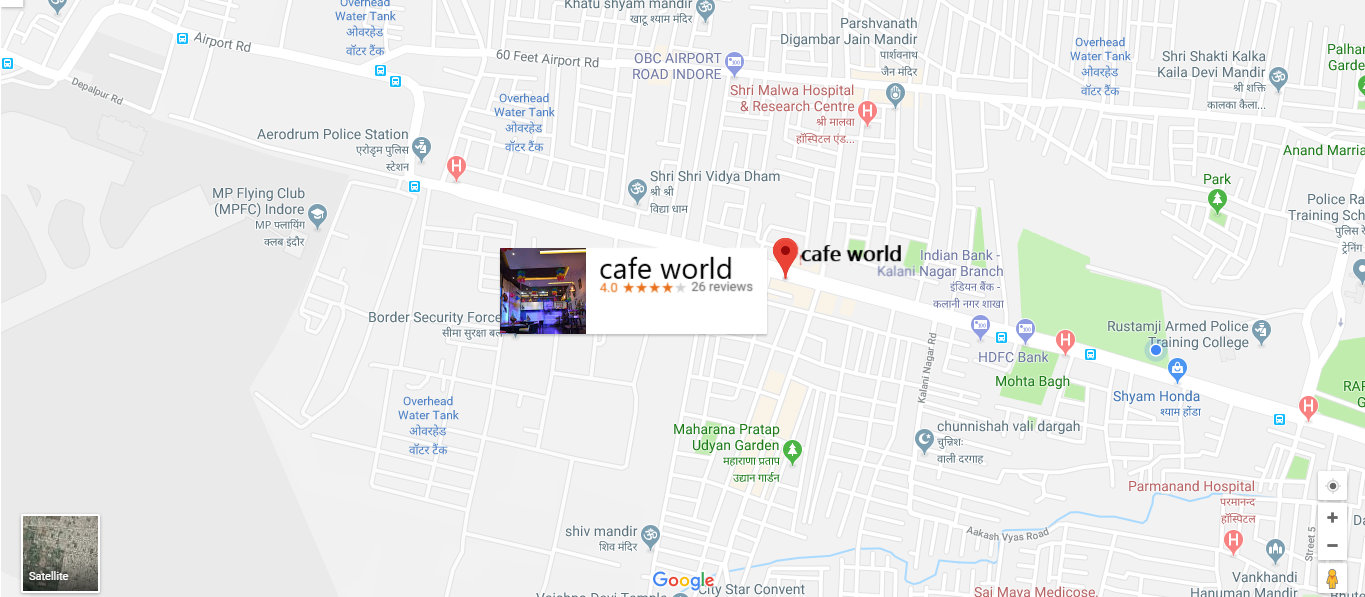 Khatu shyam mandir
खाटू श्याम मंदिर
Overhead
Water Tank
ओवरहेड
वॉटर टैंक
Airport Rd
60 Feet Airport Rd
OBC AIRPORT
ROAD INDORE
Parshvanath
Digambar Jain Mandir
पार्शवनाथ
जैन मंदिर
Overhead
Water Tank
ओवरहेड
वॉटर टैंक
Shri Shakti Kalka
Kaila Devi Mandir
श्री शक्ति
कालका कैला...
Depalpur Rd
Overhead
Water Tank
ओवरहेड
वॉटर टैंक
Shri Malwa Hospital
& Research Centre
श्री मालवा
हॉस्पिटल एंड...
Aerodrum Police Station
एरोड्रम पुलिस
स्टेशन
Anand Marria
Shri Shri Vidya Dham
श्री श्री
विद्या धाम
Park
MP Flying Club
(MPFC) Indore
MP फ्लायिंग
क्लब इंदौर
Police Ra
Training Sch
पुलिस रे
cafe world
4.0
26 reviews
cafe world
Indian Bank -
Kalani Nagar Branch
इंडियन बैंक -
कलानी नगर शाखा
Border Security Force
सीमा सुरक्षा बल
HDFC Bank
Rustamji Armed Police
Training College
Kalani Nagar Rd
Mohta Bagh
Shyam Honda
श्याम होंडा
RAP
G
Overhead
Water Tank
ओवरहेड
वॉटर टैंक
Maharana Pratap
Udyan Garden
महाराणा प्रताप
उद्यान गार्डन
chunnishah vali dargah
वाली दरगाह
Parmanand Hospital
परमानन्द
हॉस्पिटल
shiv mandir
शिव मंदिर
Aakash Vyas Road
Street 5
Satellite
Google
City Star Convent
Vaishno Devi Temple
Sai Maya Medicose,
Vankhandi
Hanuman Mandir